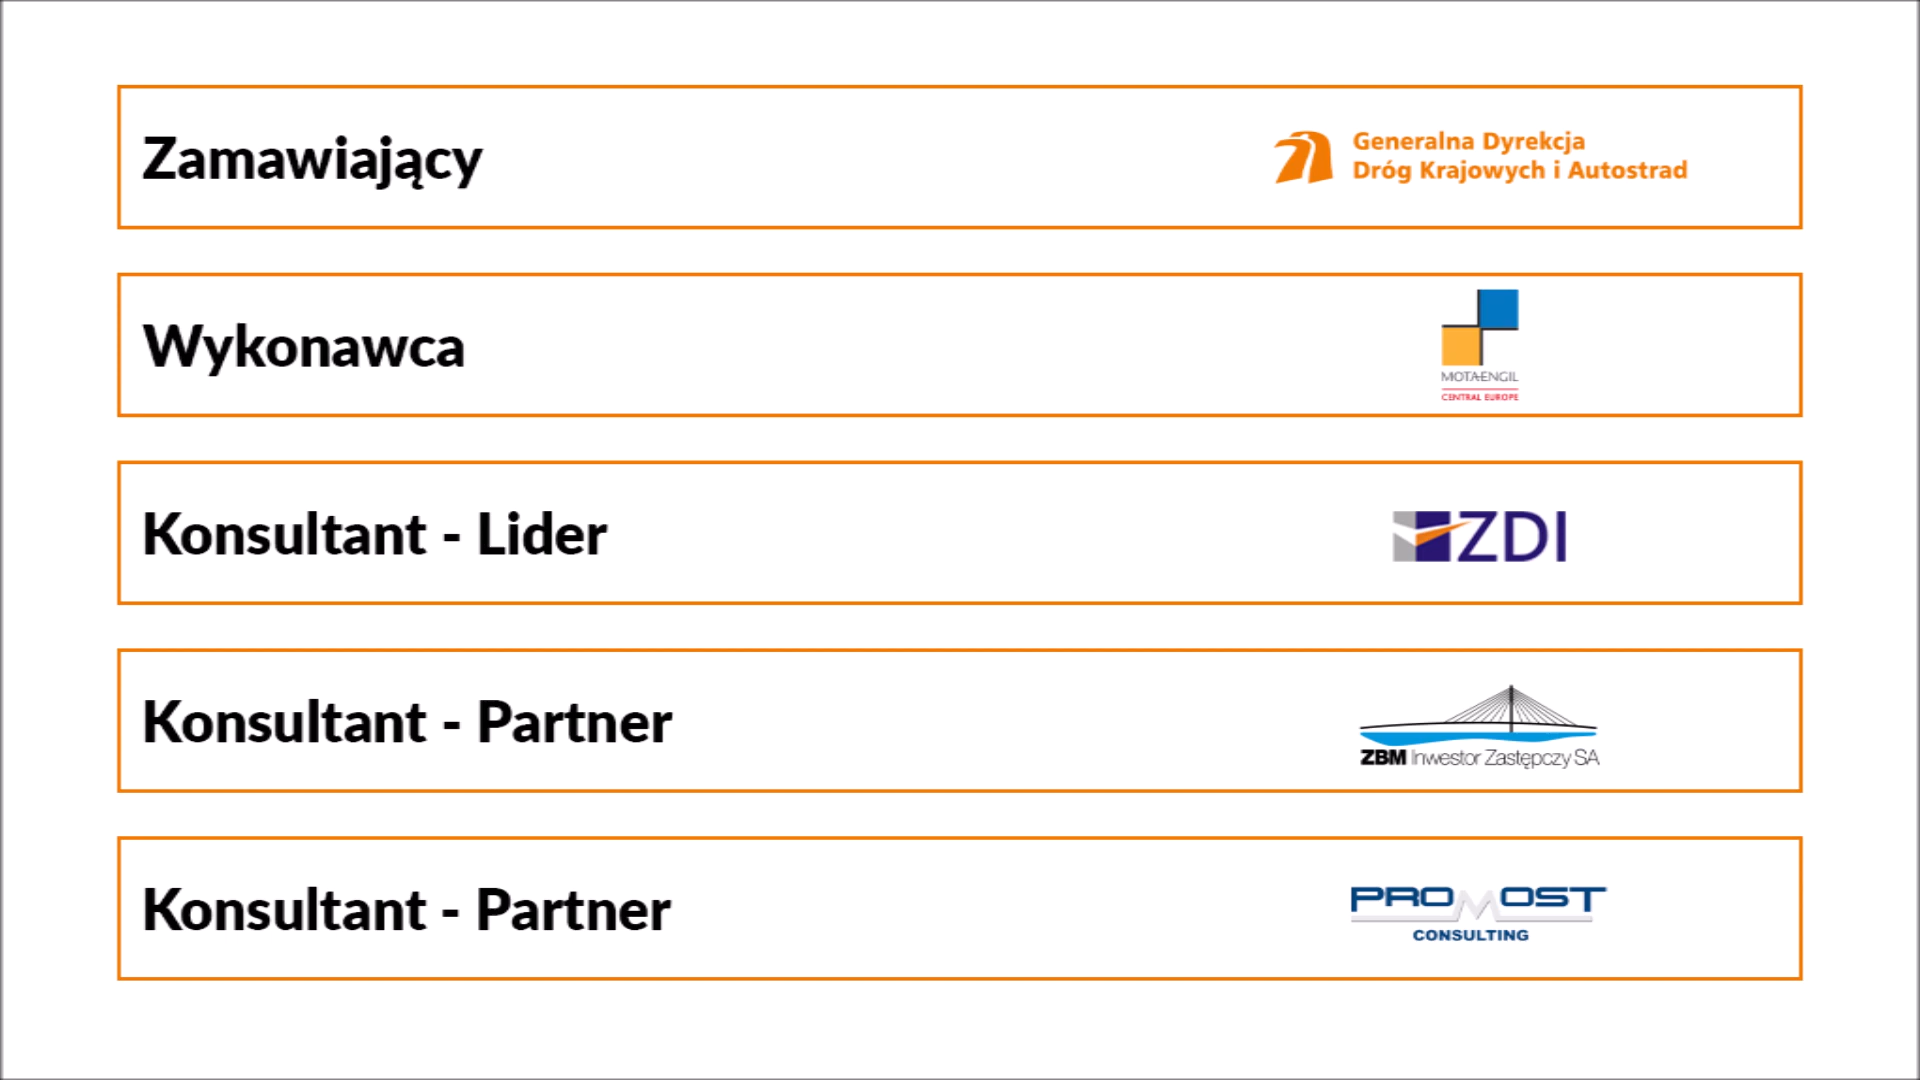 Zamawiający
Generalna Dyrekcja
Dróg Krajowych i Autostrad
Wykonawca
MOTA-ENGIL
CENTRAL EUROPE
Konsultant - Lider
ZDI
Konsultant - Partner
ZBM Inwestor Zastępczy SA
Konsultant - Partner
PROMOST
CONSULTING